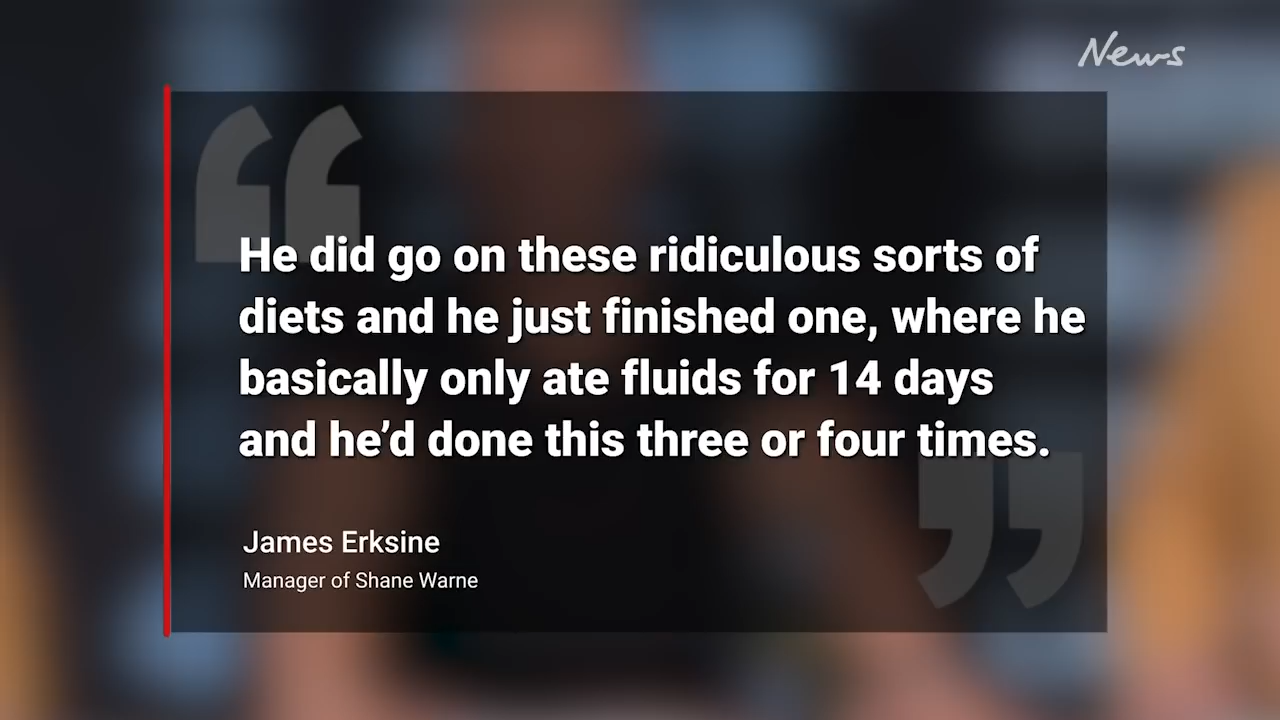 News
He did go on these ridiculous sorts of
diets and he just finished one, where he
basically only ate fluids for 14 days
and he’d done this three or four times.
James Erksine
Manager of Shane Warne